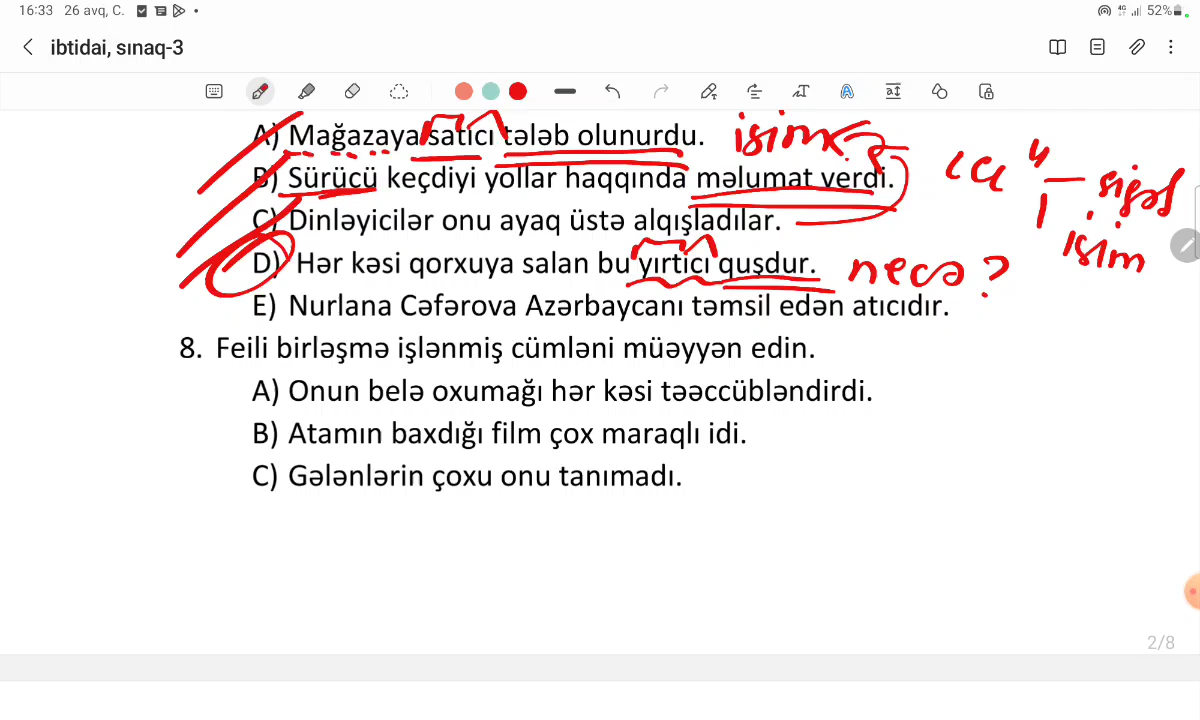 16:33 26 avq, C. 4G 52%
ibtidai, sınaq-3
A) Mağazaya satıcı tələb olunurdu. isim
B) Sürücü keçdiyi yollar haqqında məlumat verdi. ıcı⁴ — sifət
C) Dinləyicilər onu ayaq üstə alqışladılar. isim
D) Hər kəsi qorxuya salan bu yırtıcı quşdur. necə?
E) Nurlana Cəfərova Azərbaycanı təmsil edən atıcıdır.
8. Feili birləşmə işlənmiş cümləni müəyyən edin.
A) Onun belə oxumağı hər kəsi təəccübləndirdi.
B) Atamın baxdığı film çox maraqlı idi.
C) Gələnlərin çoxu onu tanımadı.
2/8